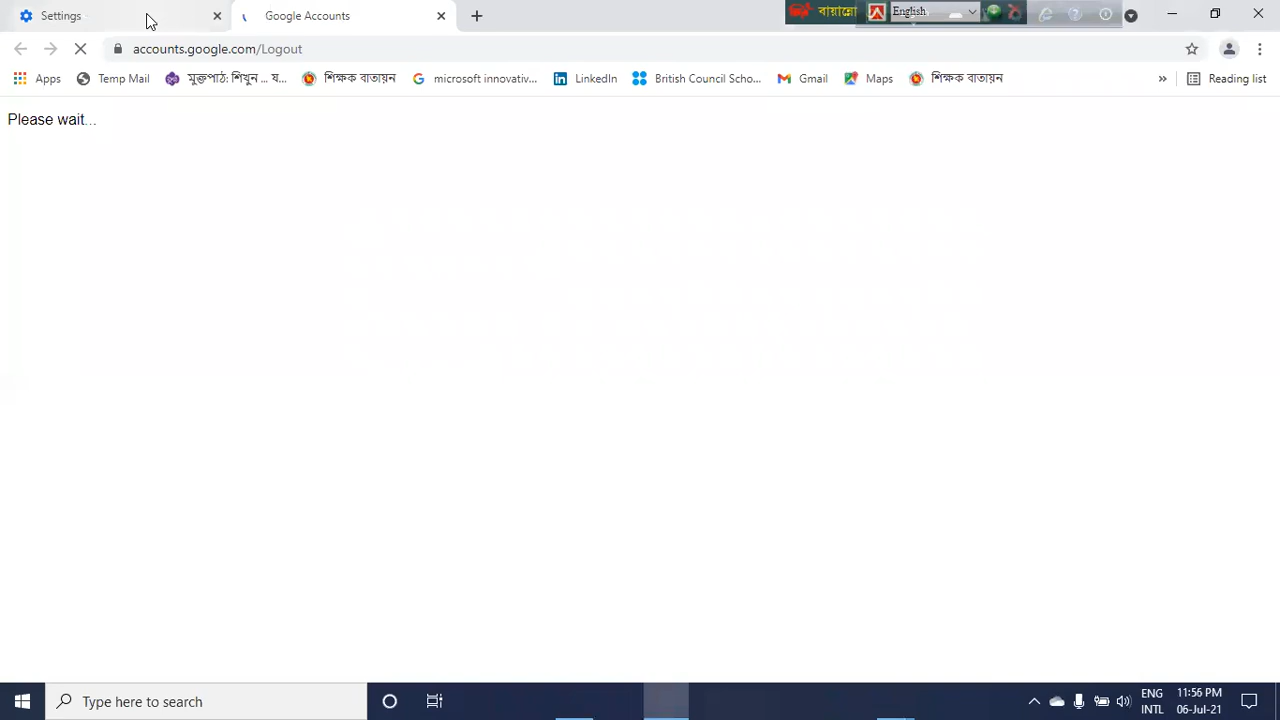 Settings
Google Accounts
বায়ান্নো
English
accounts.google.com/Logout
Apps
Temp Mail
মুক্তপাঠ: শিখুন ... য...
শিক্ষক বাতায়ন
microsoft innovativ...
LinkedIn
British Council Scho...
Gmail
Maps
শিক্ষক বাতায়ন
»
Reading list
Please wait...
Type here to search
ENG
INTL
11:56 PM
06-Jul-21